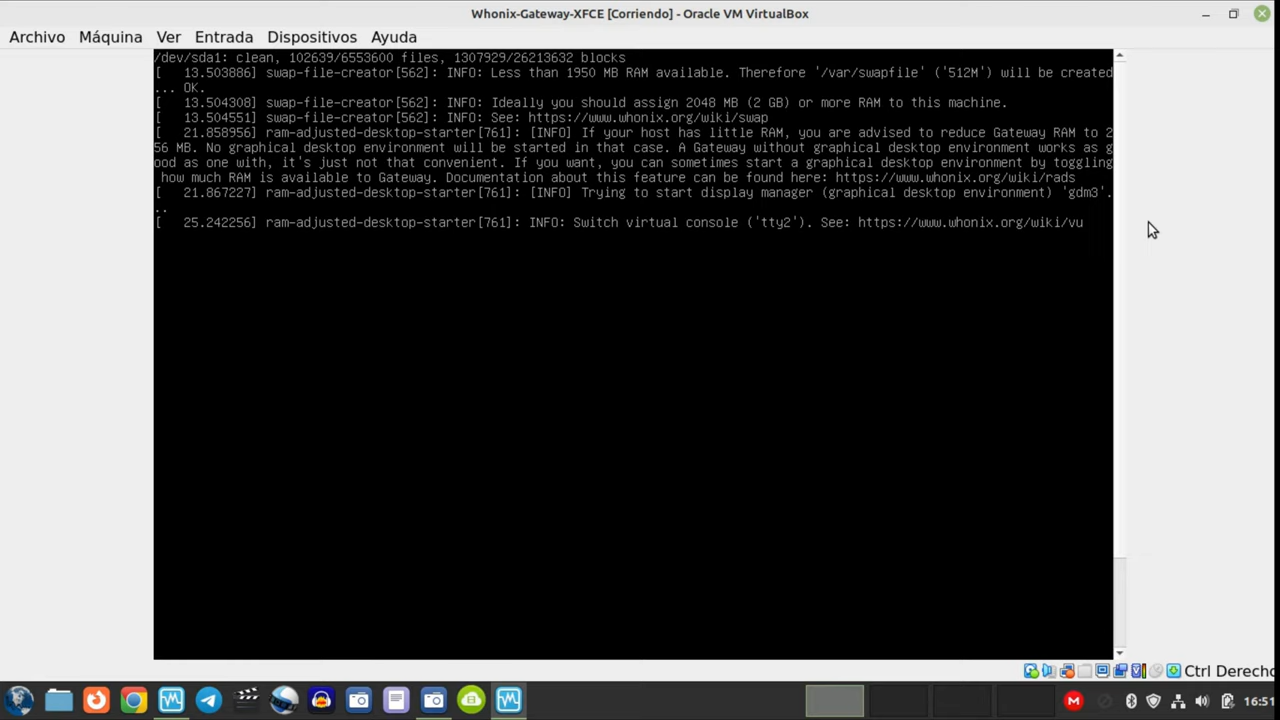 Whonix-Gateway-XFCE [Corriendo] - Oracle VM VirtualBox
Archivo Máquina Ver Entrada Dispositivos Ayuda
/dev/sda1: clean, 102639/6553600 files, 1307929/26213632 blocks
[   13.503886] swap-file-creator[562]: INFO: Less than 1950 MB RAM available. Therefore '/var/swapfile' ('512M') will be created
... OK.
[   13.504308] swap-file-creator[562]: INFO: Ideally you should assign 2048 MB (2 GB) or more RAM to this machine.
[   13.504551] swap-file-creator[562]: INFO: See: https://www.whonix.org/wiki/swap
[   21.858956] ram-adjusted-desktop-starter[761]: [INFO] If your host has little RAM, you are advised to reduce Gateway RAM to 2
56 MB. No graphical desktop environment will be started in that case. A Gateway without graphical desktop environment works as g
ood as one with, it's just not that convenient. If you want, you can sometimes start a graphical desktop environment by toggling
how much RAM is available to Gateway. Documentation about this feature can be found here: https://www.whonix.org/wiki/rads
[   21.867227] ram-adjusted-desktop-starter[761]: [INFO] Trying to start display manager (graphical desktop environment) 'gdm3'.
..
[   25.242256] ram-adjusted-desktop-starter[761]: INFO: Switch virtual console ('tty2'). See: https://www.whonix.org/wiki/vu
Ctrl Derecho
16:51